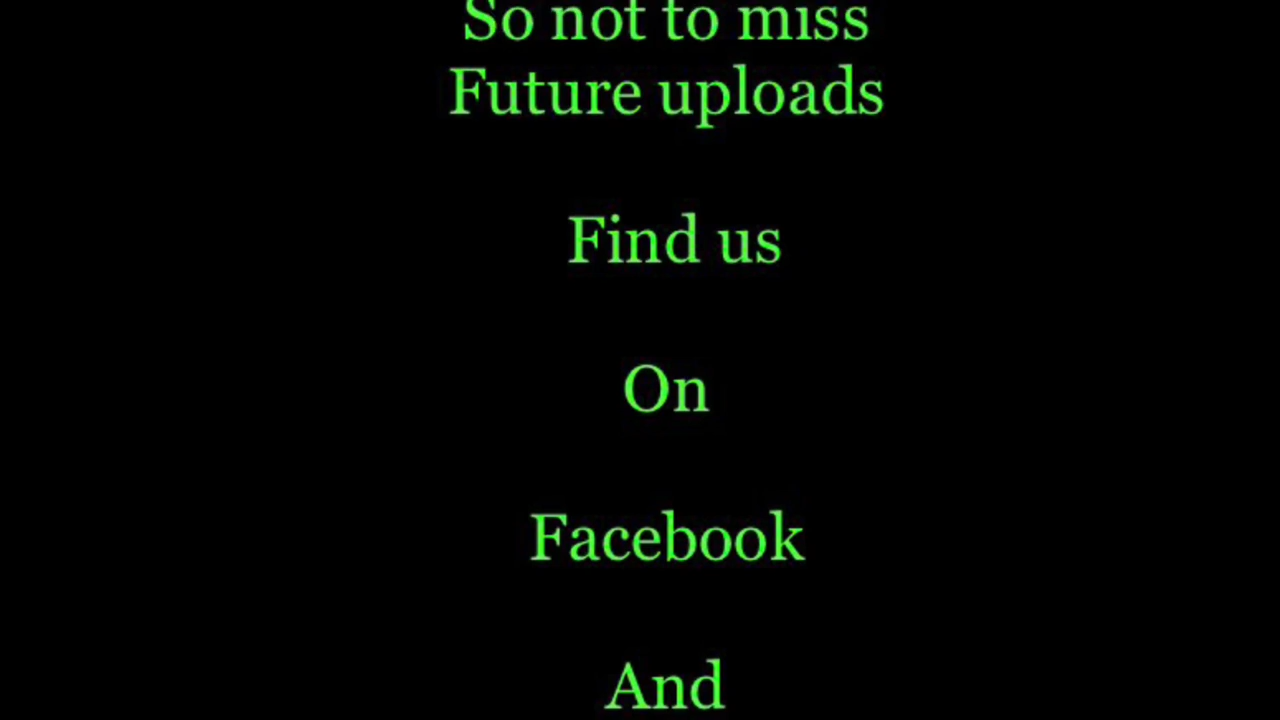 So not to miss
Future uploads
Find us
On
Facebook
And